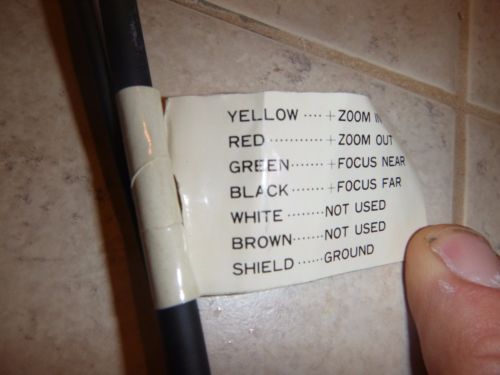 YELLOW ···· + ZOOM IN
RED ··········· + ZOOM OUT
GREEN ······ + FOCUS NEAR
BLACK ······· + FOCUS FAR
WHITE ········ NOT USED
BROWN ······ NOT USED
SHIELD ······ GROUND